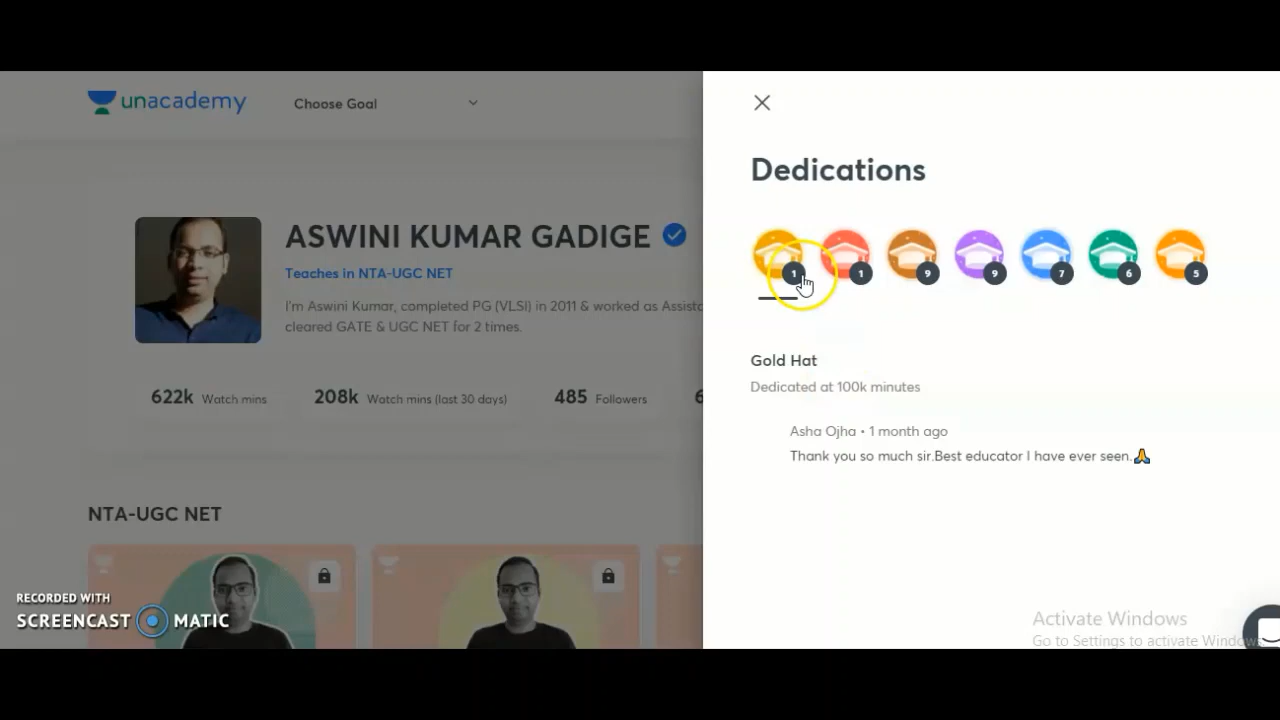 unacademy
Choose Goal
ASWINI KUMAR GADIGE
Teaches in NTA-UGC NET
I'm Aswini Kumar, completed PG (VLSI) in 2011 & worked as Assista
cleared GATE & UGC NET for 2 times.
622k Watch mins
208k Watch mins (last 30 days)
485 Followers
6
NTA-UGC NET
RECORDED WITH
SCREENCAST MATIC
Dedications
1 1 9 9 7 6 5
Gold Hat
Dedicated at 100k minutes
Asha Ojha • 1 month ago
Thank you so much sir.Best educator I have ever seen.🙏
Activate Windows
Go to Settings to activate Windows